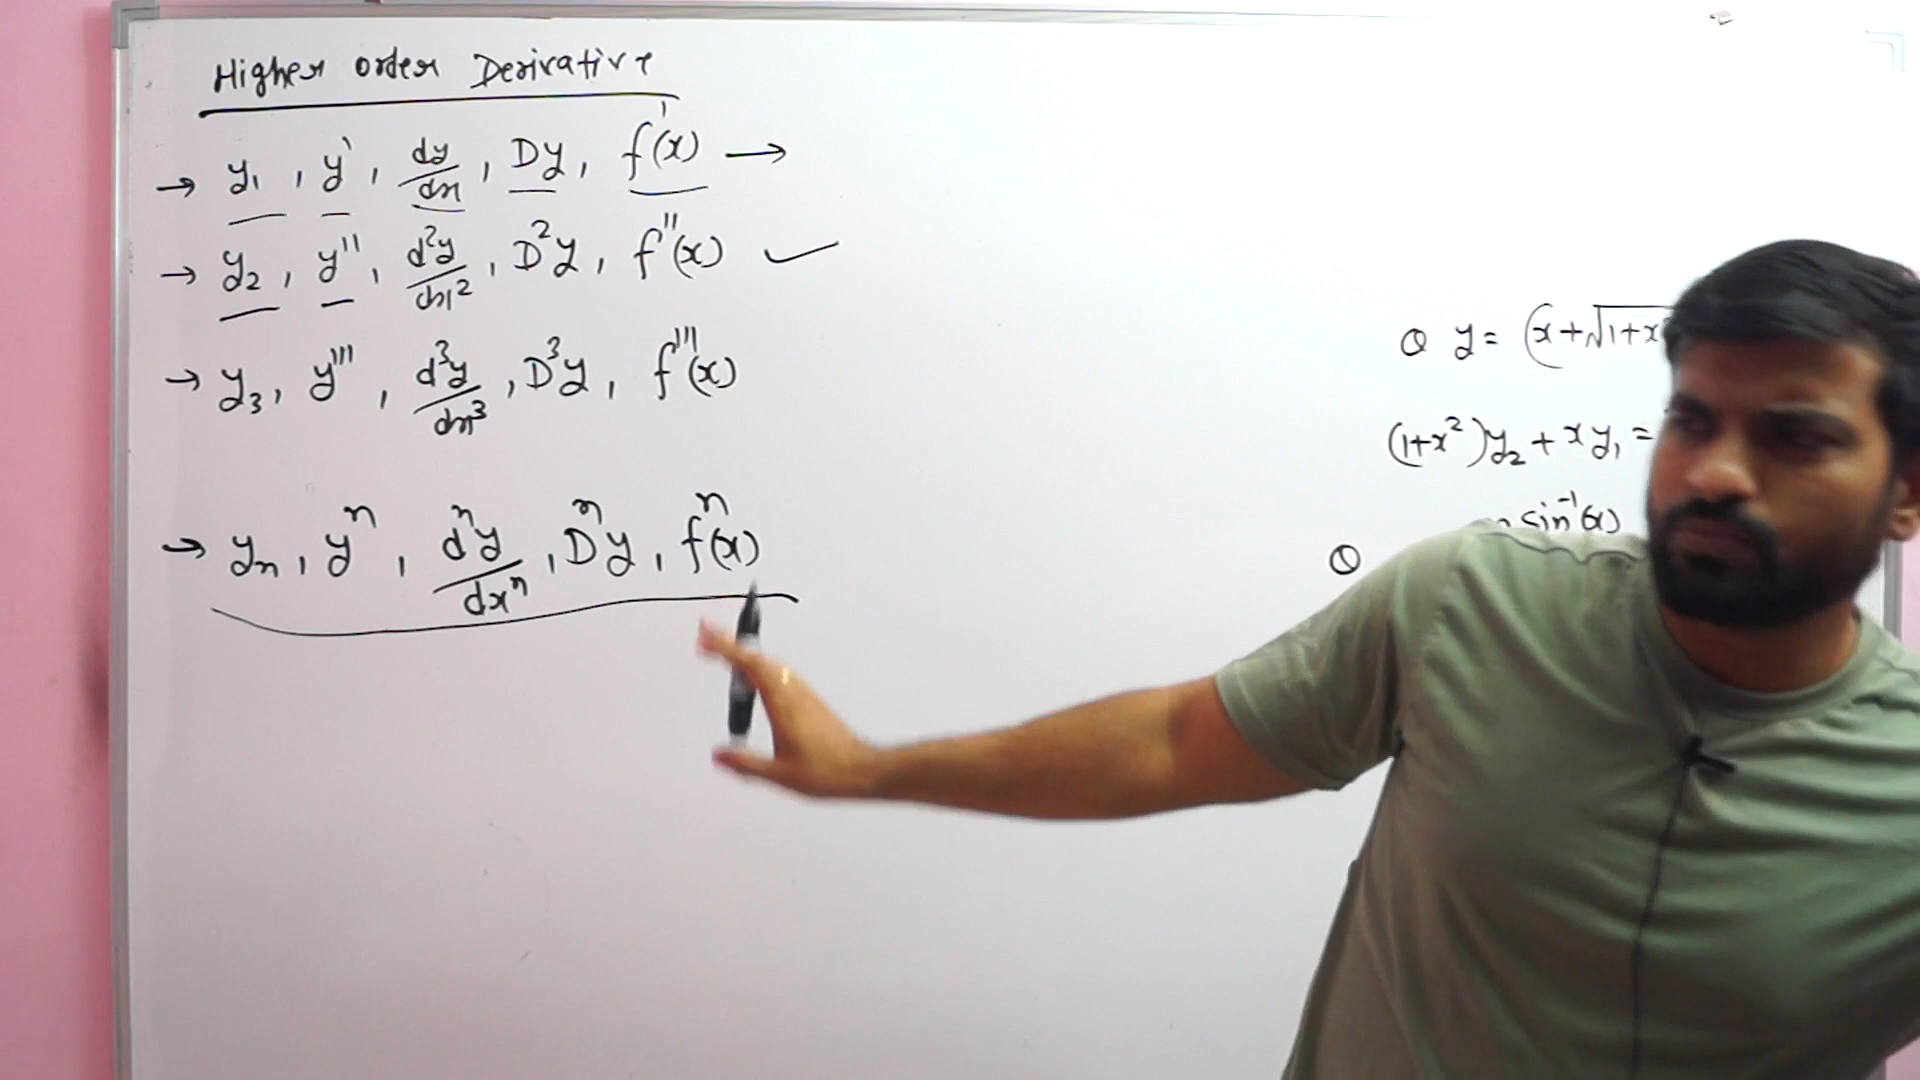 Higher order Derivative
→ y₁ , y' , dy/dx , Dy , f'(x) →
→ y₂ , y'' , d²y/dx² , D²y , f''(x) ✓
→ y₃ , y''' , d³y/dx³ , D³y , f'''(x)
→ yₙ , yⁿ , dⁿy/dxⁿ , Dⁿy , fⁿ(x)
Q y = (x+√1+x
(1+x²)y₂ + xy₁ =
Q
sin⁻¹(x)